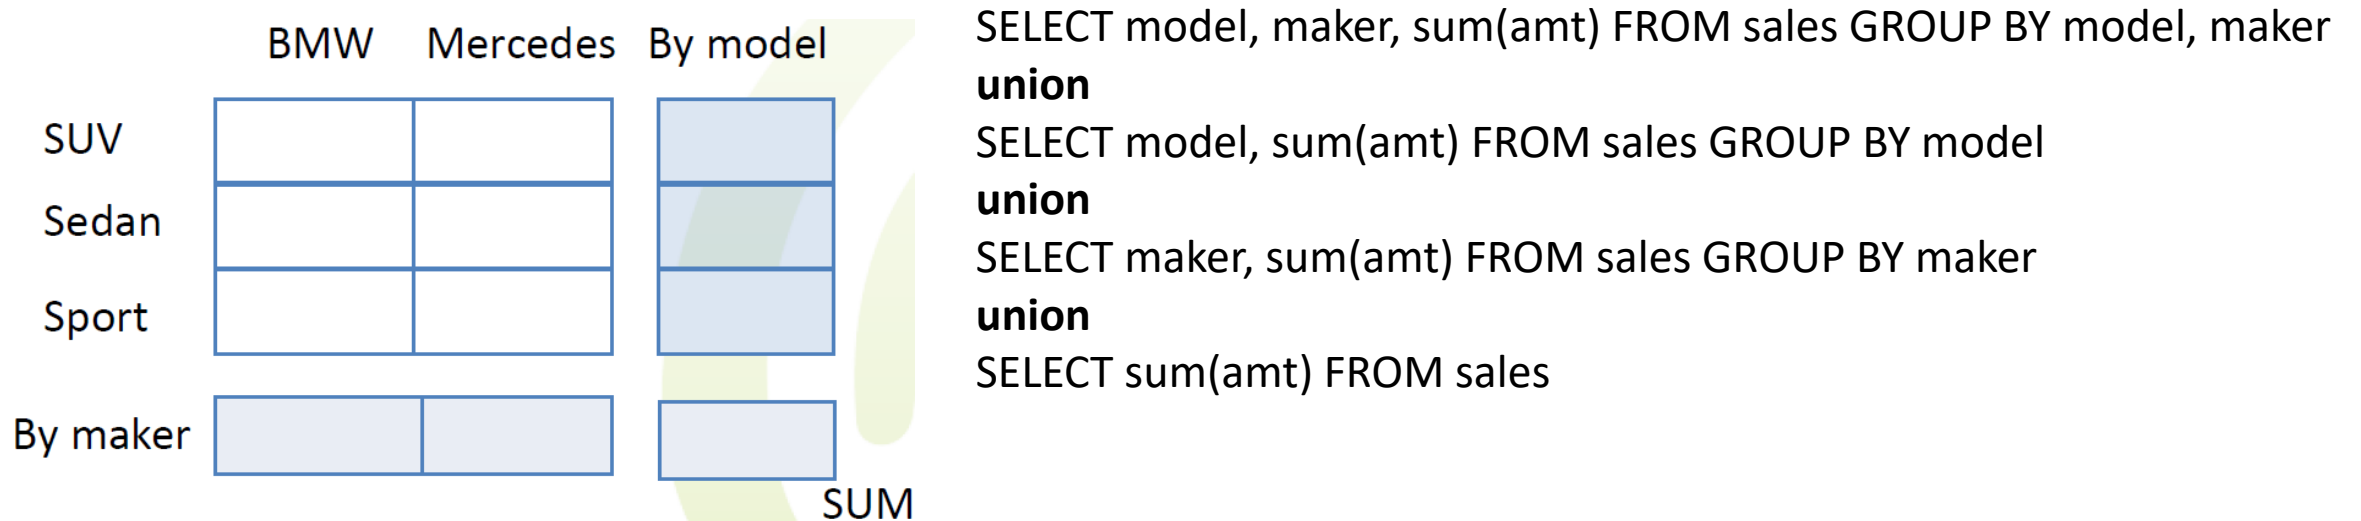 BMW Mercedes By model
SUV
Sedan
Sport
By maker
SUM
SELECT model, maker, sum(amt) FROM sales GROUP BY model, maker
union
SELECT model, sum(amt) FROM sales GROUP BY model
union
SELECT maker, sum(amt) FROM sales GROUP BY maker
union
SELECT sum(amt) FROM sales